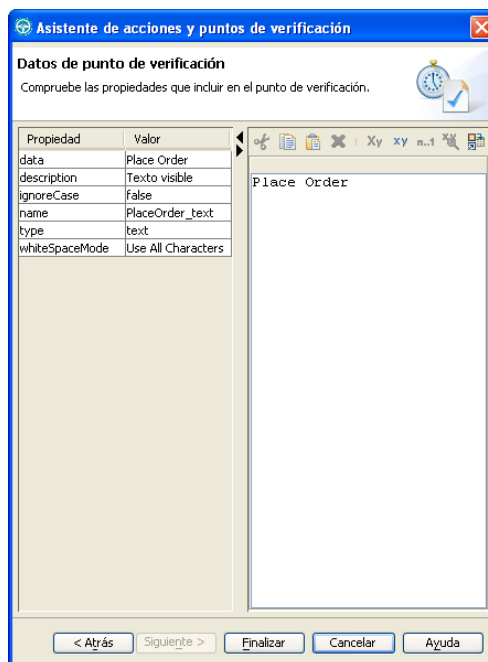 Asistente de acciones y puntos de verificación
Datos de punto de verificación
Compruebe las propiedades que incluir en el punto de verificación.
Propiedad Valor
data Place Order
description Texto visible
ignoreCase false
name PlaceOrder_text
type text
whiteSpaceMode Use All Characters
Xy xy n..1
Place Order
< Atrás Siguiente > Finalizar Cancelar Ayuda